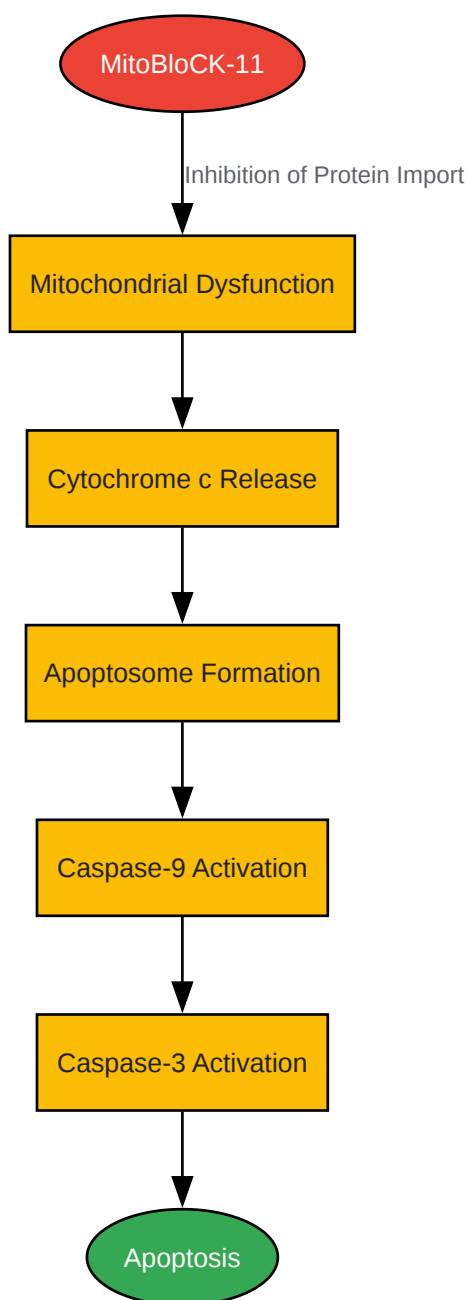 MitoBloCK-11
Inhibition of Protein Import
Mitochondrial Dysfunction
Cytochrome c Release
Apoptosome Formation
Caspase-9 Activation
Caspase-3 Activation
Apoptosis